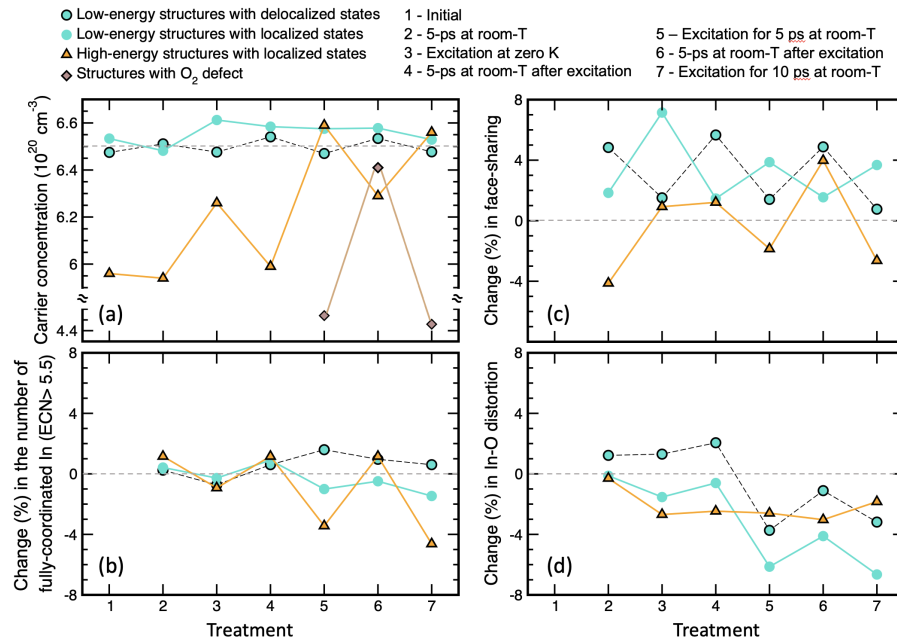 Low-energy structures with delocalized states
Low-energy structures with localized states
High-energy structures with localized states
Structures with O2 defect
1 - Initial
2 - 5-ps at room-T
3 - Excitation at zero K
4 - 5-ps at room-T after excitation
5 – Excitation for 5 ps at room-T
6 - 5-ps at room-T after excitation
7 - Excitation for 10 ps at room-T
Carrier concentration (10^20 cm^-3)
6.6
6.4
6.2
6
4.4
≈
≈
(a)
Change (%) in face-sharing
8
4
0
-4
(c)
Change (%) in the number of
fully-coordinated In (ECN> 5.5)
8
4
0
-4
-8
(b)
1 2 3 4 5 6 7
Treatment
Change (%) in In-O distortion
8
4
0
-4
-8
(d)
1 2 3 4 5 6 7
Treatment